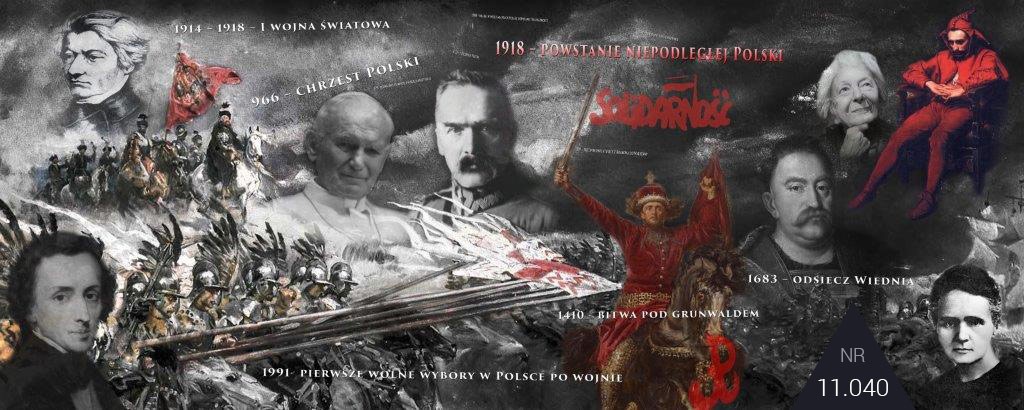 1914 - 1918 - I WOJNA ŚWIATOWA
1918 - POWSTANIE NIEPODLEGŁEJ POLSKI
966 - CHRZEST POLSKI
SOLIDARNOŚĆ
1683 - ODSIECZ WIEDNIA
1410 - BITWA POD GRUNWALDEM
NR
11.040
1991- PIERWSZE WOLNE WYBORY W POLSCE PO WOJNIE